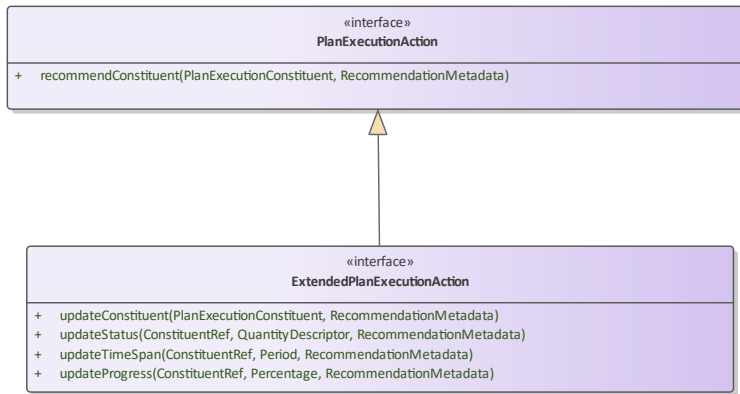 «interface»
PlanExecutionAction
+ recommendConstituent(PlanExecutionConstituent, RecommendationMetadata)
«interface»
ExtendedPlanExecutionAction
+ updateConstituent(PlanExecutionConstituent, RecommendationMetadata)
+ updateStatus(ConstituentRef, QuantityDescriptor, RecommendationMetadata)
+ updateTimeSpan(ConstituentRef, Period, RecommendationMetadata)
+ updateProgress(ConstituentRef, Percentage, RecommendationMetadata)